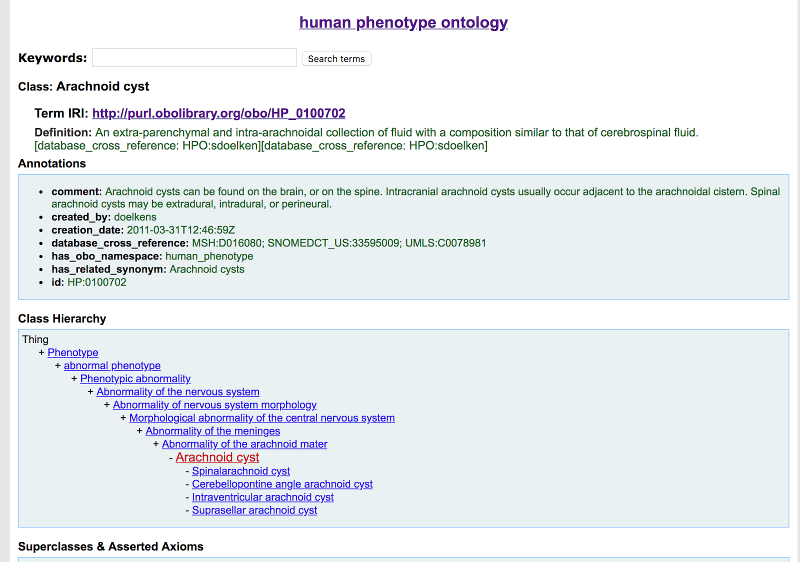 human phenotype ontology
Keywords: Search terms
Class: Arachnoid cyst
Term IRI: http://purl.obolibrary.org/obo/HP_0100702
Definition: An extra-parenchymal and intra-arachnoidal collection of fluid with a composition similar to that of cerebrospinal fluid.
[database_cross_reference: HPO:sdoelken][database_cross_reference: HPO:sdoelken]
Annotations
• comment: Arachnoid cysts can be found on the brain, or on the spine. Intracranial arachnoid cysts usually occur adjacent to the arachnoidal cistern. Spinal
arachnoid cysts may be extradural, intradural, or perineural.
• created_by: doelkens
• creation_date: 2011-03-31T12:46:59Z
• database_cross_reference: MSH:D016080; SNOMEDCT_US:33595009; UMLS:C0078981
• has_obo_namespace: human_phenotype
• has_related_synonym: Arachnoid cysts
• id: HP:0100702
Class Hierarchy
Thing
+ Phenotype
+ abnormal phenotype
+ Phenotypic abnormality
+ Abnormality of the nervous system
+ Abnormality of nervous system morphology
+ Morphological abnormality of the central nervous system
+ Abnormality of the meninges
+ Abnormality of the arachnoid mater
- Arachnoid cyst
- Spinalarachnoid cyst
- Cerebellopontine angle arachnoid cyst
- Intraventricular arachnoid cyst
- Suprasellar arachnoid cyst
Superclasses & Asserted Axioms